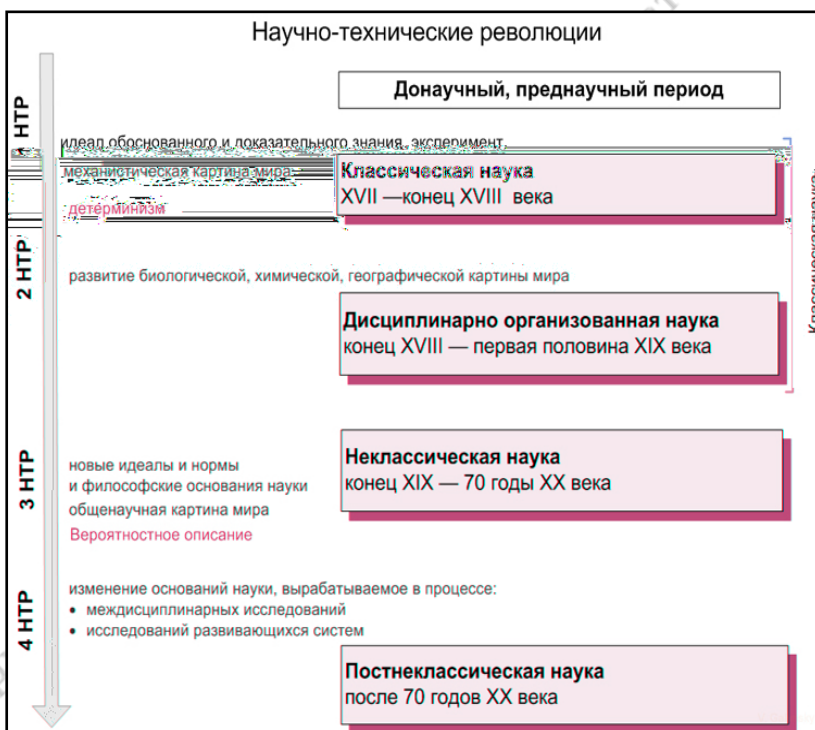 Научно-технические революции
Донаучный, преднаучный период
НТР
идеал обоснованного и доказательного знания, эксперимент,
механистическая картина мира
детерминизм
Классическая наука
XVII —конец XVIII века
2 НТР
развитие биологической, химической, географической картины мира
Дисциплинарно организованная наука
конец XVIII — первая половина XIX века
Классическая наука
3 НТР
новые идеалы и нормы
и философские основания науки
общенаучная картина мира
Вероятностное описание
Неклассическая наука
конец XIX — 70 годы XX века
4 НТР
изменение оснований науки, вырабатываемое в процессе:
• междисциплинарных исследований
• исследований развивающихся систем
Постнеклассическая наука
после 70 годов XX века